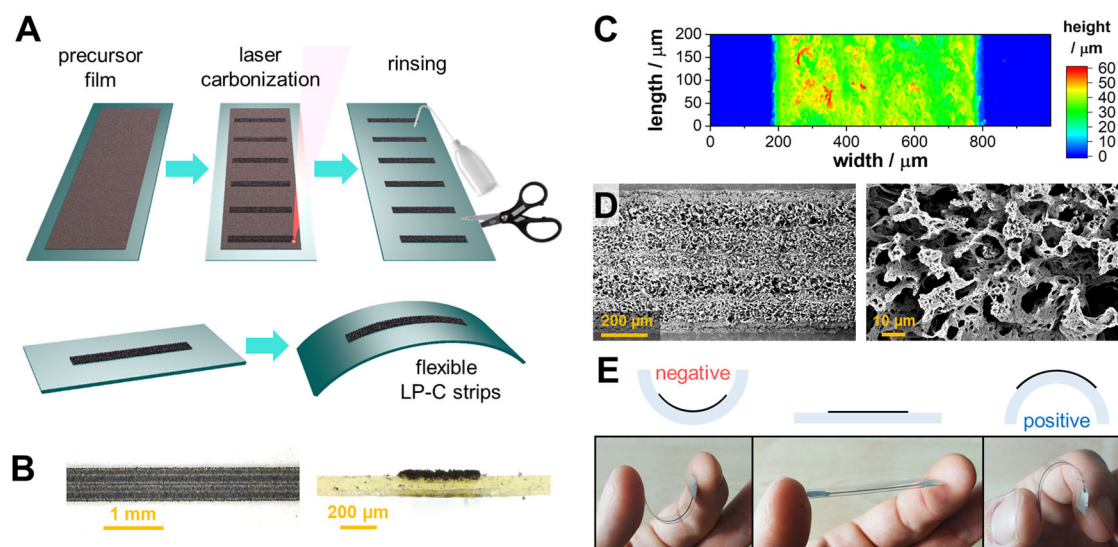 A
precursor
film
laser
carbonization
rinsing
flexible
LP-C strips
B
1 mm
200 µm
C
length / µm
200
150
100
50
0
0 200 400 600 800
width / µm
height
/ µm
60
50
40
30
20
10
0
D
200 µm
10 µm
E
negative
positive